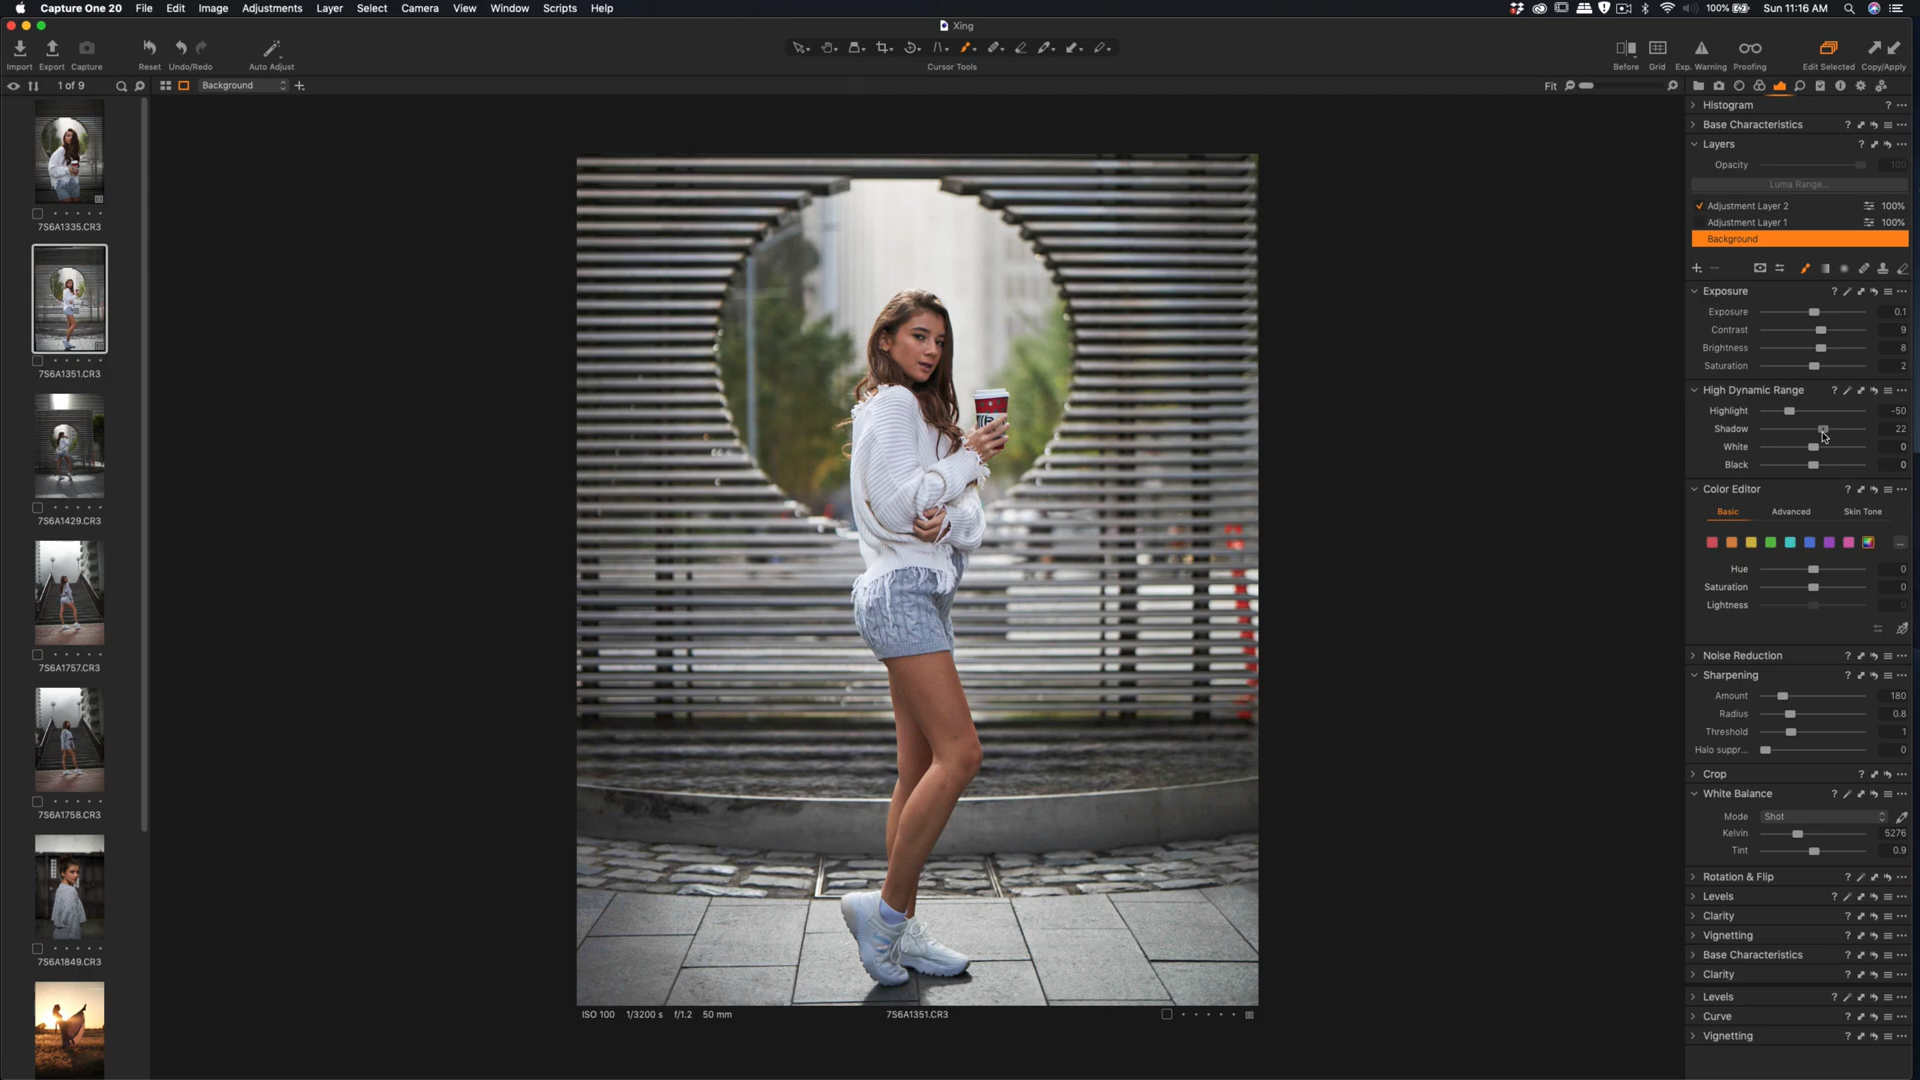 Capture One 20 File Edit Image Adjustments Layer Select Camera View Window Scripts Help 100% Sun 11:16 AM
Xing
Import Export Capture Reset Undo/Redo Auto Adjust Cursor Tools Before Grid Exp. Warning Proofing Edit Selected Copy/Apply
1 of 9 Background Fit
7S6A1335.CR3
7S6A1351.CR3
7S6A1429.CR3
7S6A1757.CR3
7S6A1758.CR3
7S6A1849.CR3
ISO 100 1/3200 s f/1.2 50 mm 7S6A1351.CR3
Histogram ?
Base Characteristics ?
Layers ?
Opacity 100
Luma Range...
Adjustment Layer 2 100%
Adjustment Layer 1 100%
Background
Exposure ?
Exposure 0.1
Contrast 9
Brightness 8
Saturation 2
High Dynamic Range ?
Highlight -50
Shadow 22
White 0
Black 0
Color Editor ?
Basic Advanced Skin Tone
...
Hue 0
Saturation 0
Lightness 0
Noise Reduction ?
Sharpening ?
Amount 180
Radius 0.8
Threshold 1
Halo suppr... 0
Crop ?
White Balance ?
Mode Shot
Kelvin 5276
Tint 0.9
Rotation & Flip ?
Levels ?
Clarity ?
Vignetting ?
Base Characteristics ?
Clarity ?
Levels ?
Curve ?
Vignetting ?